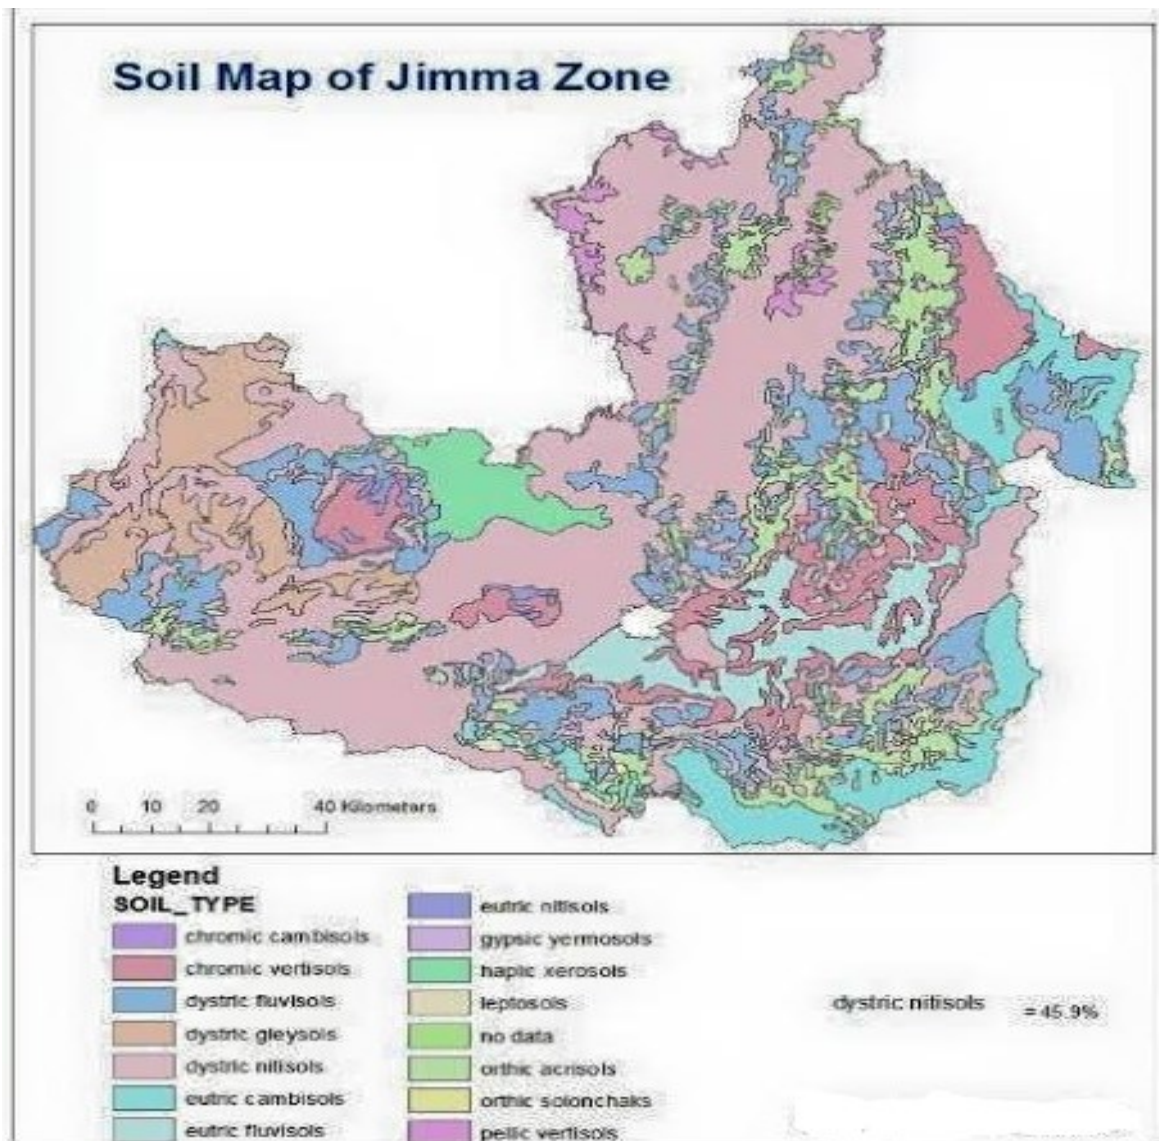 Soil Map of Jimma Zone
0 10 20 40 Kilometers
Legend
SOIL_TYPE
chromic cambisols
chromic vertisols
dystric fluvisols
dystric gleysols
dystric nitisols
eutric cambisols
eutric fluvisols
eutric nitisols
gypsic yermosols
haplic xerosols
leptosols
no data
orthic acrisols
orthic solonchaks
pellic vertisols
dystric nitisols = 45.9%